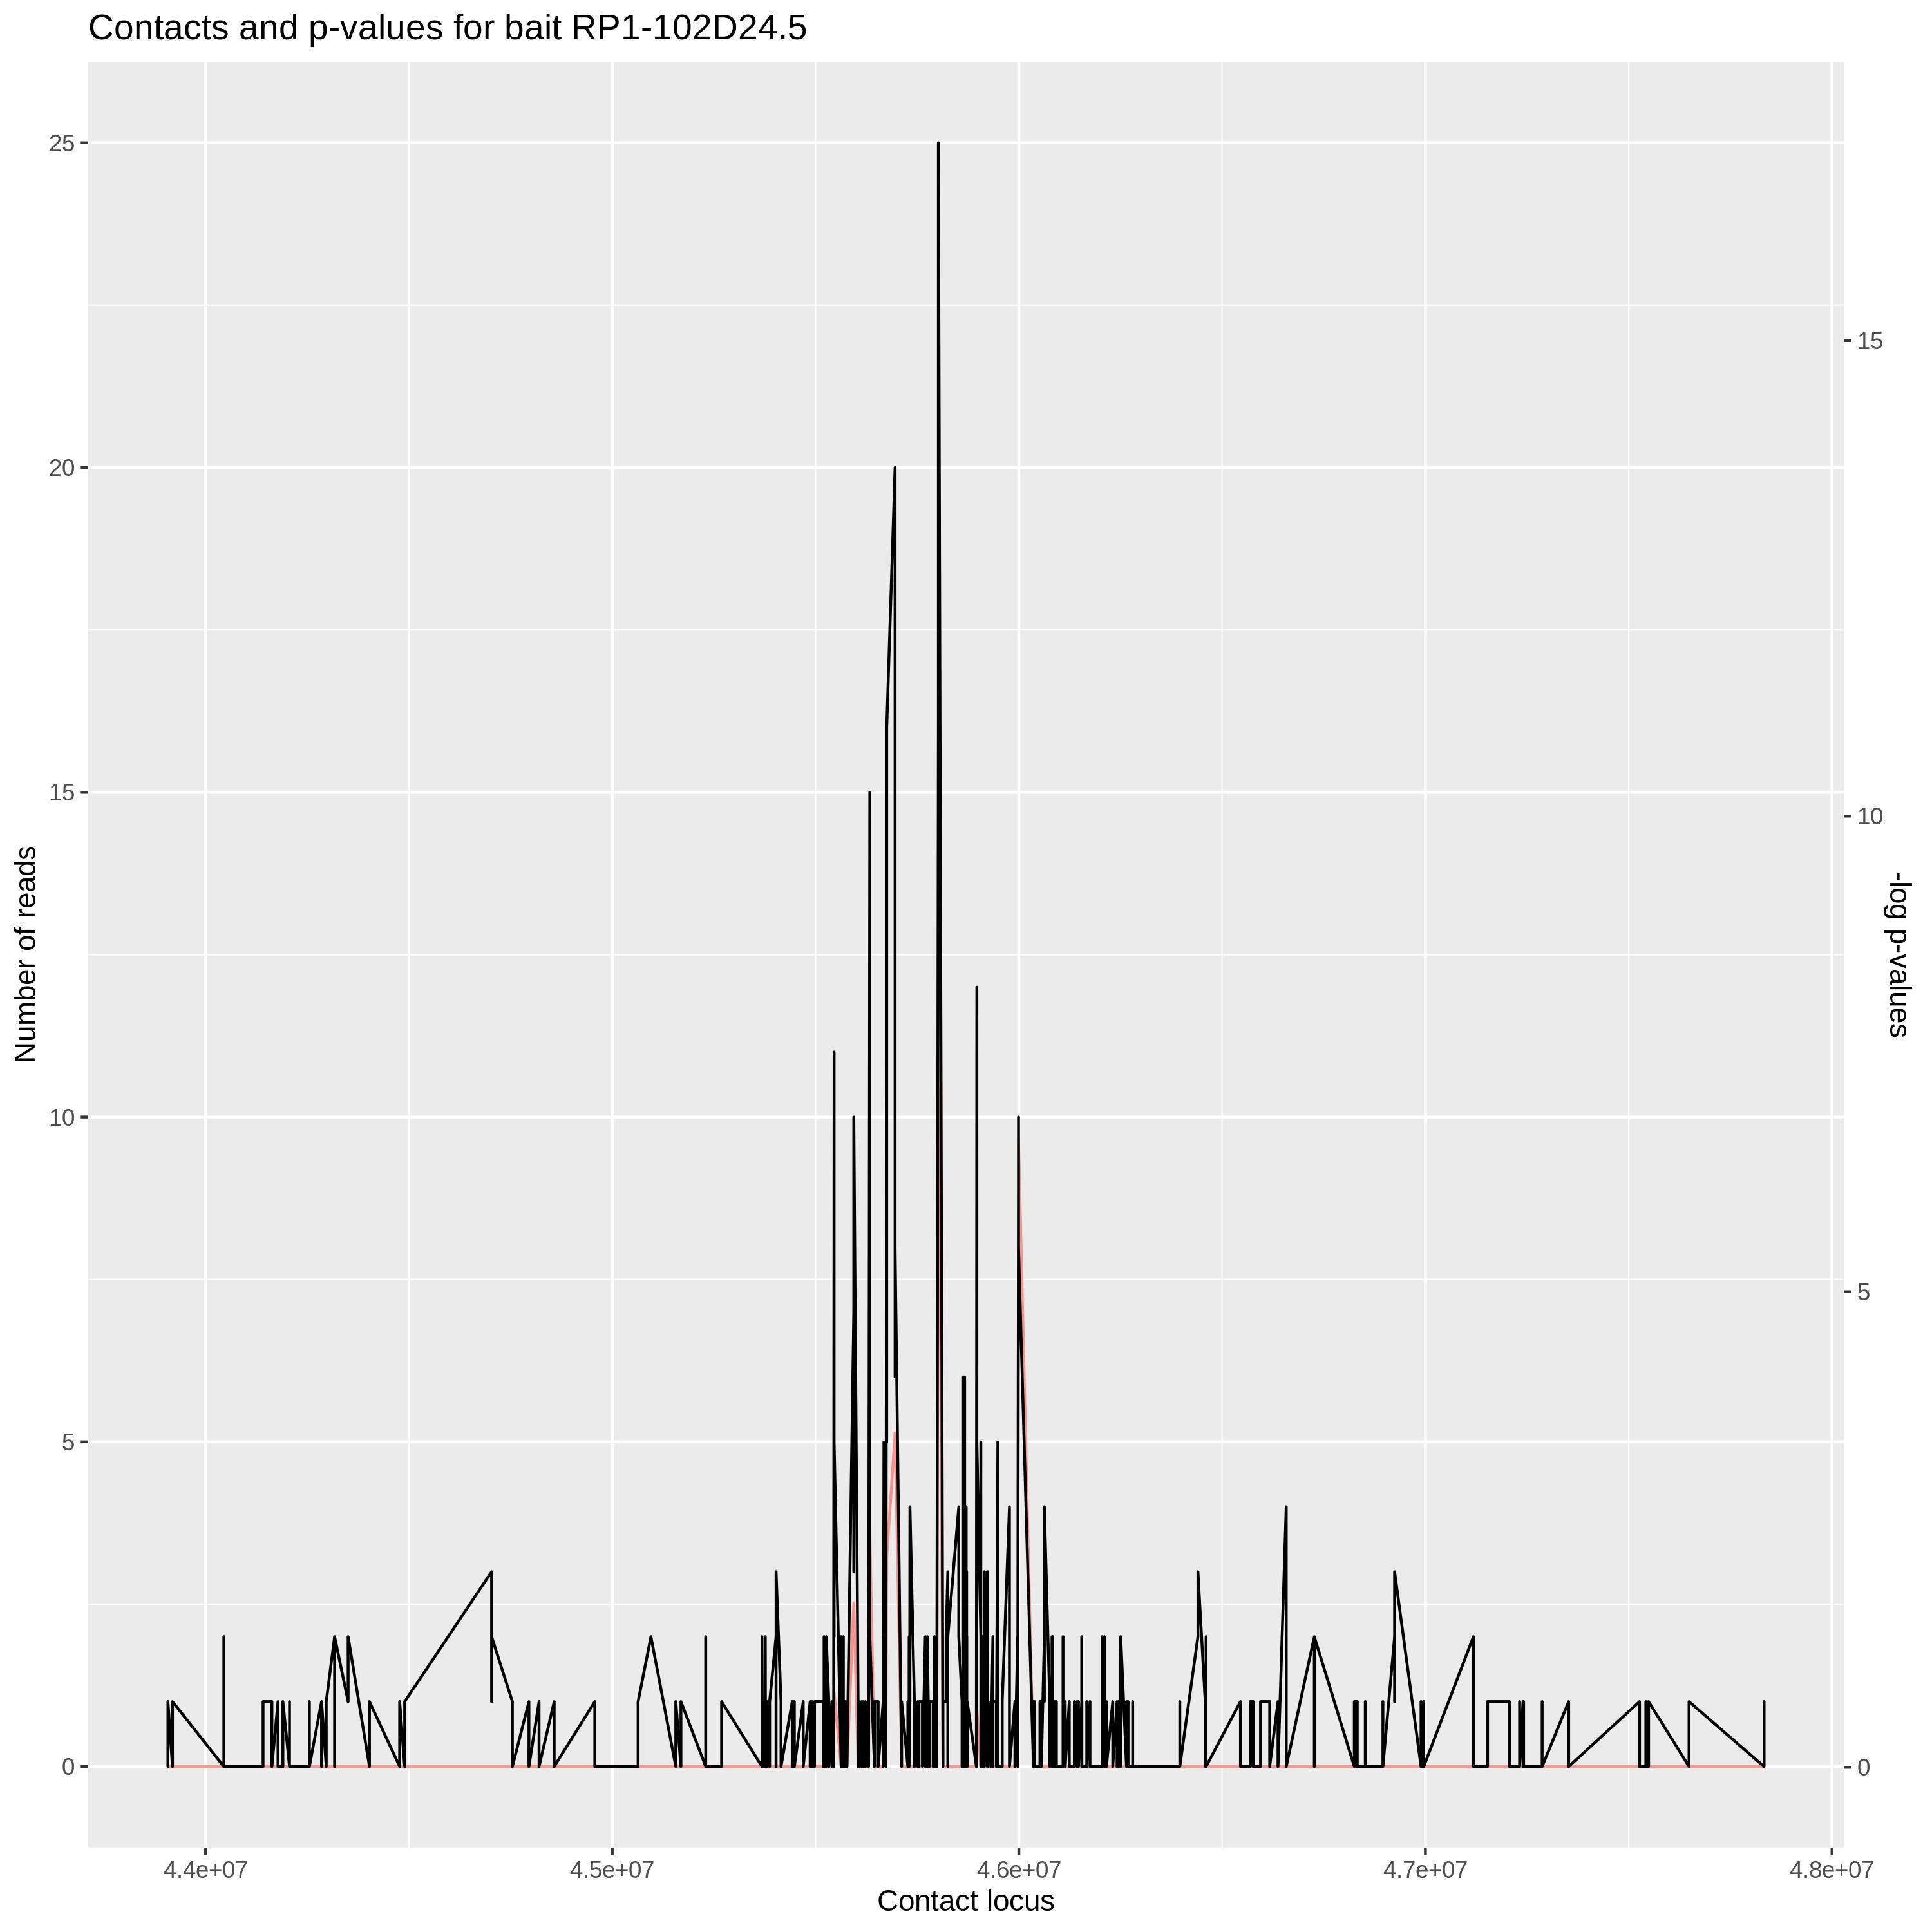 Contacts and p-values for bait RP1-102D24.5
25
20
15
10
5
0
Number of reads
15
10
5
0
-log p-values
4.4e+07
4.5e+07
4.6e+07
4.7e+07
4.8e+07
Contact locus